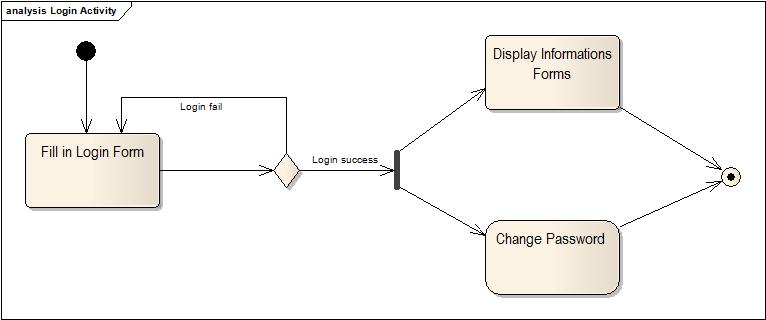 analysis Login Activity
Display Informations
Forms
Login fail
Fill in Login Form
Login success
Change Password